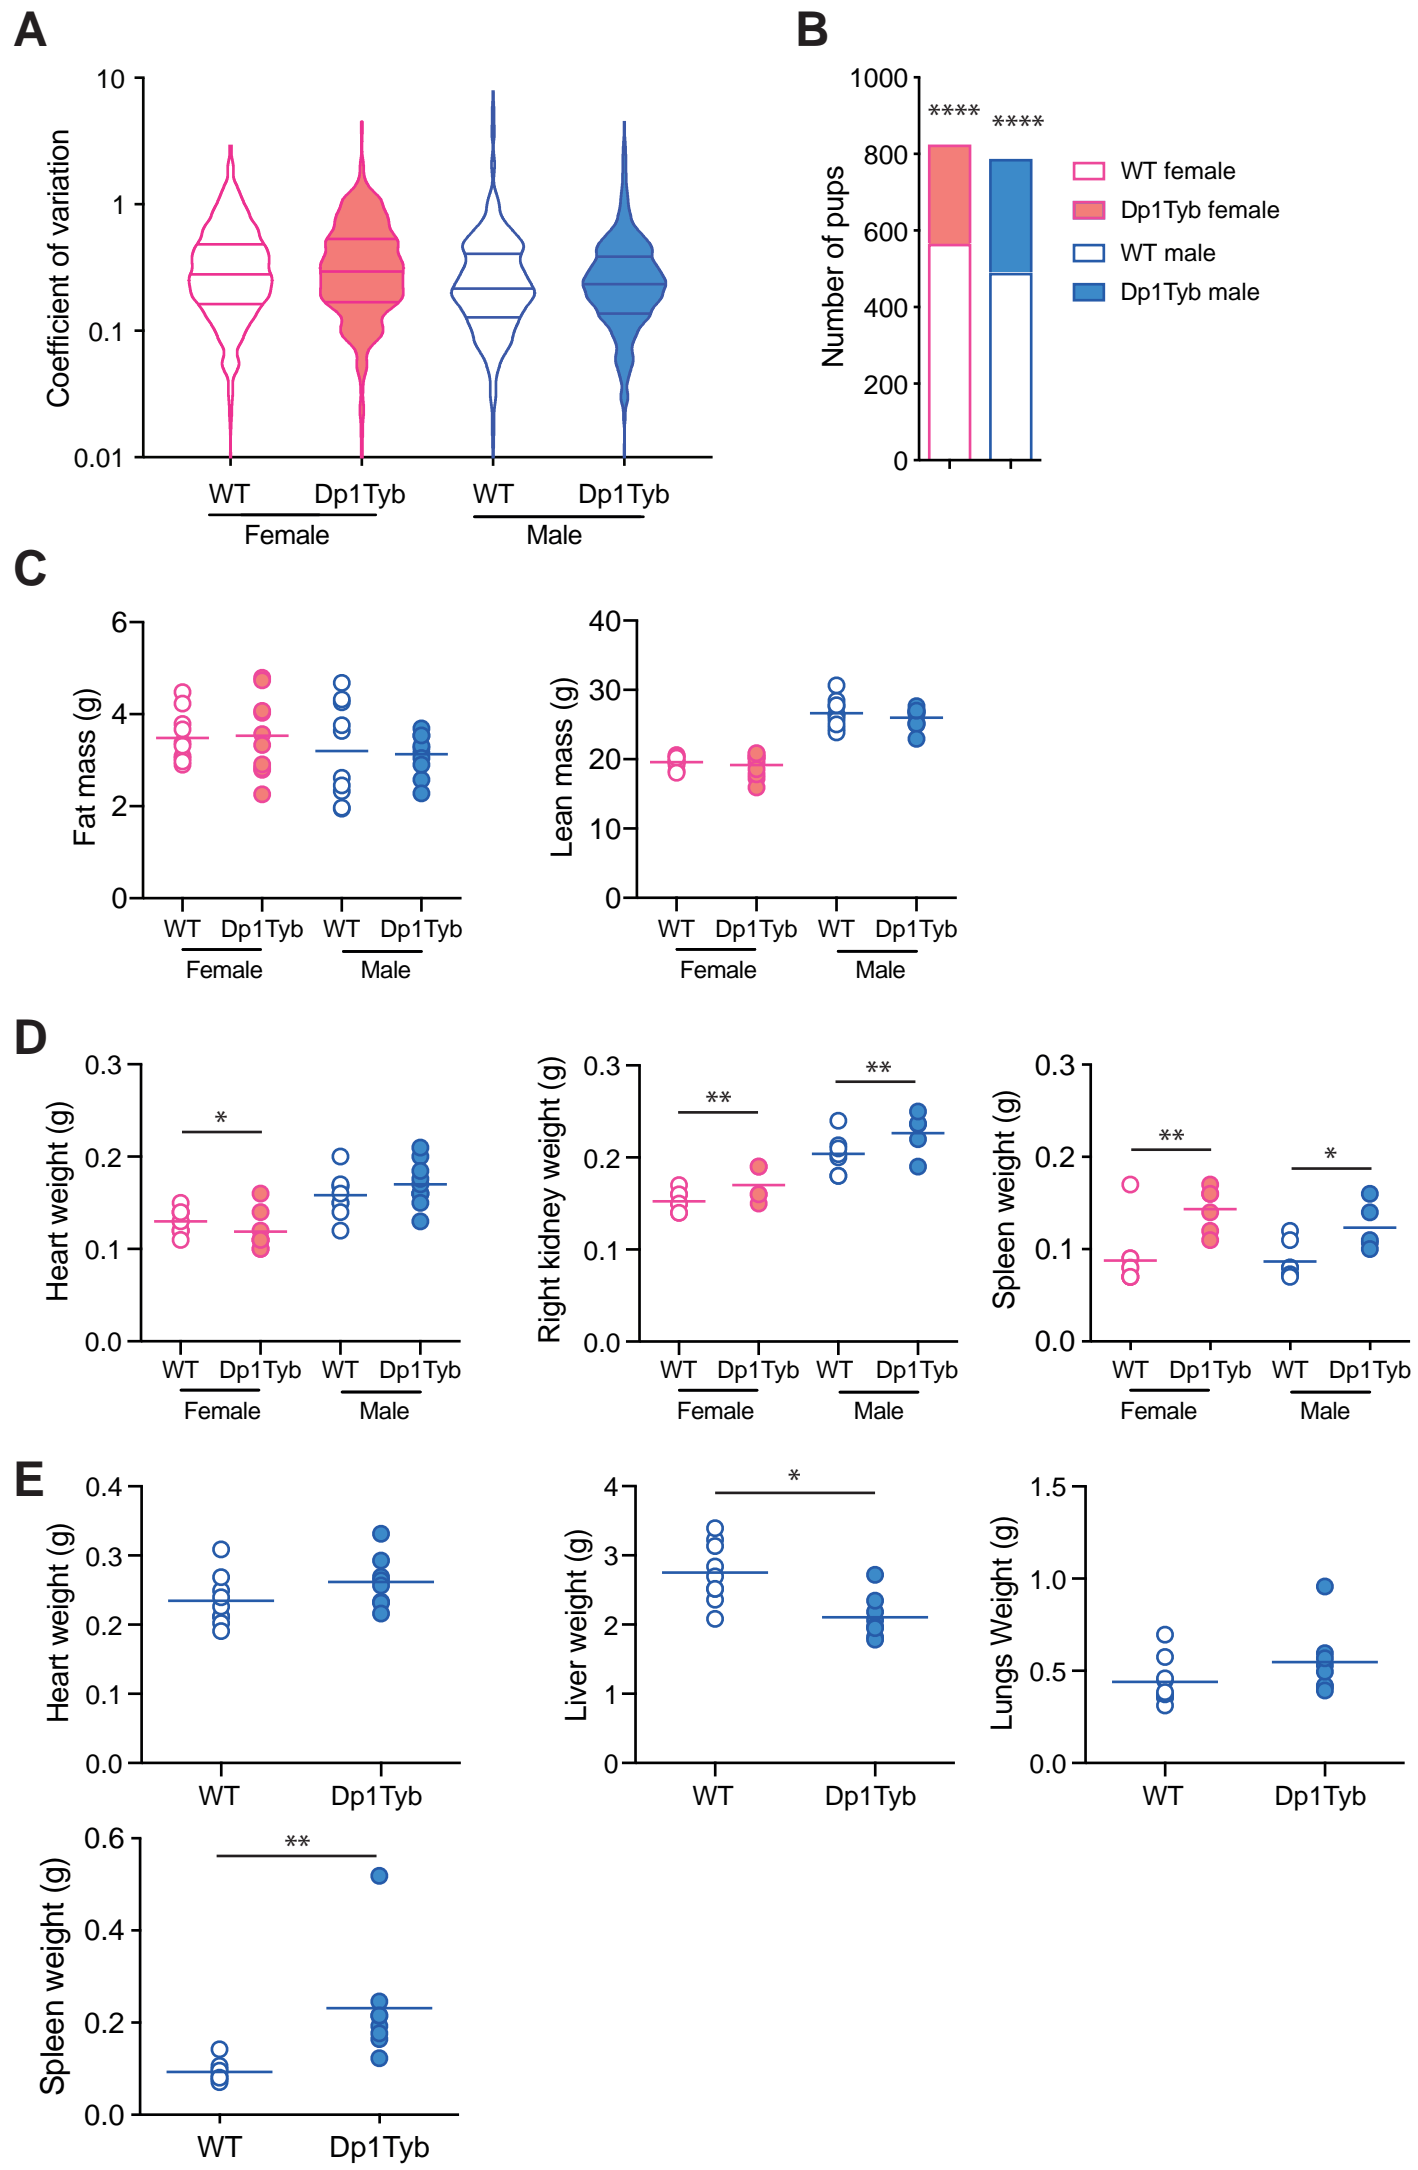 A
Coefficient of variation
10
1
0.1
0.01
WT Dp1Tyb WT Dp1Tyb
Female Male
B
Number of pups
1000
800
600
400
200
0
**** ****
WT female
Dp1Tyb female
WT male
Dp1Tyb male
C
Fat mass (g)
6
4
2
0
WT Dp1Tyb WT Dp1Tyb
Female Male
Lean mass (g)
40
30
20
10
0
WT Dp1Tyb WT Dp1Tyb
Female Male
D
Heart weight (g)
0.3
0.2
0.1
0.0
*
WT Dp1Tyb WT Dp1Tyb
Female Male
Right kidney weight (g)
0.3
0.2
0.1
0.0
** **
WT Dp1Tyb WT Dp1Tyb
Female Male
Spleen weight (g)
0.3
0.2
0.1
0.0
** *
WT Dp1Tyb WT Dp1Tyb
Female Male
E
Heart weight (g)
0.4
0.3
0.2
0.1
0.0
WT Dp1Tyb
Liver weight (g)
4
3
2
1
0
*
WT Dp1Tyb
Lungs Weight (g)
1.5
1.0
0.5
0.0
WT Dp1Tyb
Spleen weight (g)
0.6
0.4
0.2
0.0
**
WT Dp1Tyb